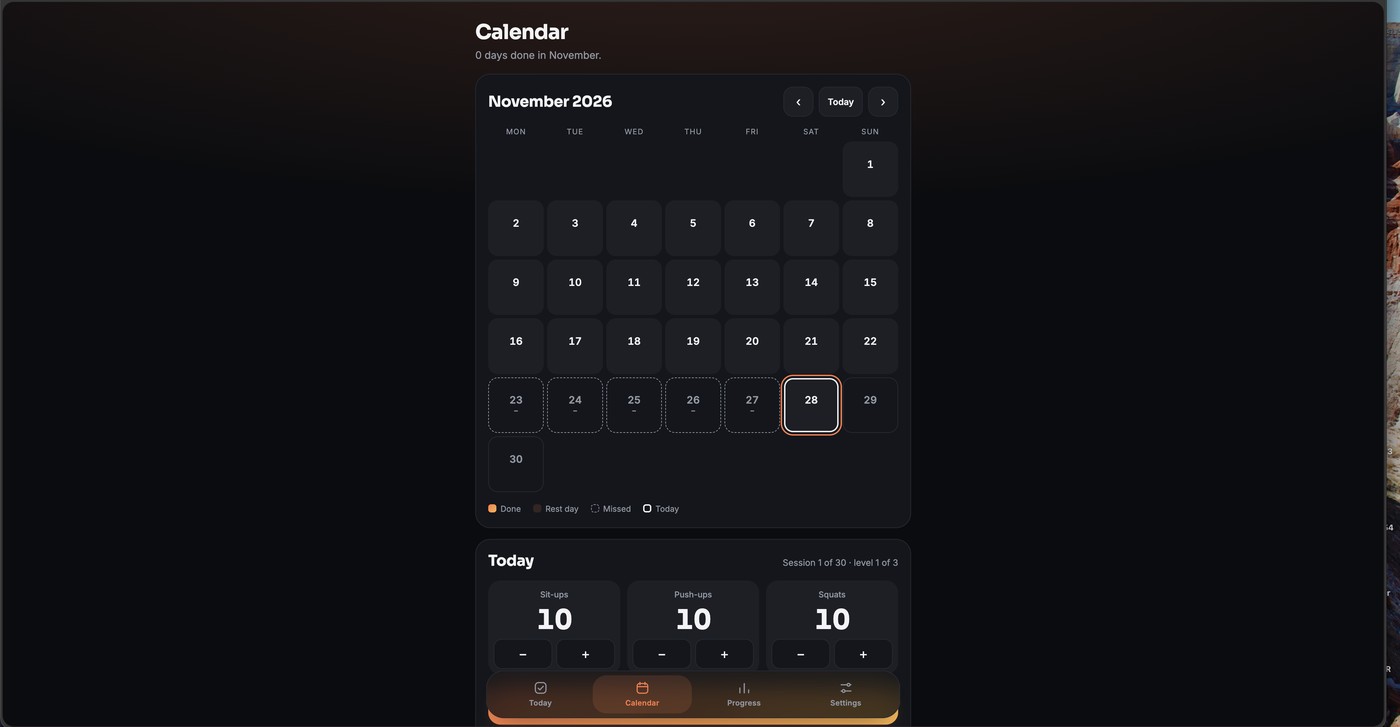 Calendar
0 days done in November.
November 2026
‹ Today ›
MON TUE WED THU FRI SAT SUN
1
2 3 4 5 6 7 8
9 10 11 12 13 14 15
16 17 18 19 20 21 22
23 24 25 26 27 28 29
– – – – –
30
Done Rest day Missed Today
Today Session 1 of 30 · level 1 of 3
Sit-ups Push-ups Squats
10 10 10
− + − + − +
Today Calendar Progress Settings